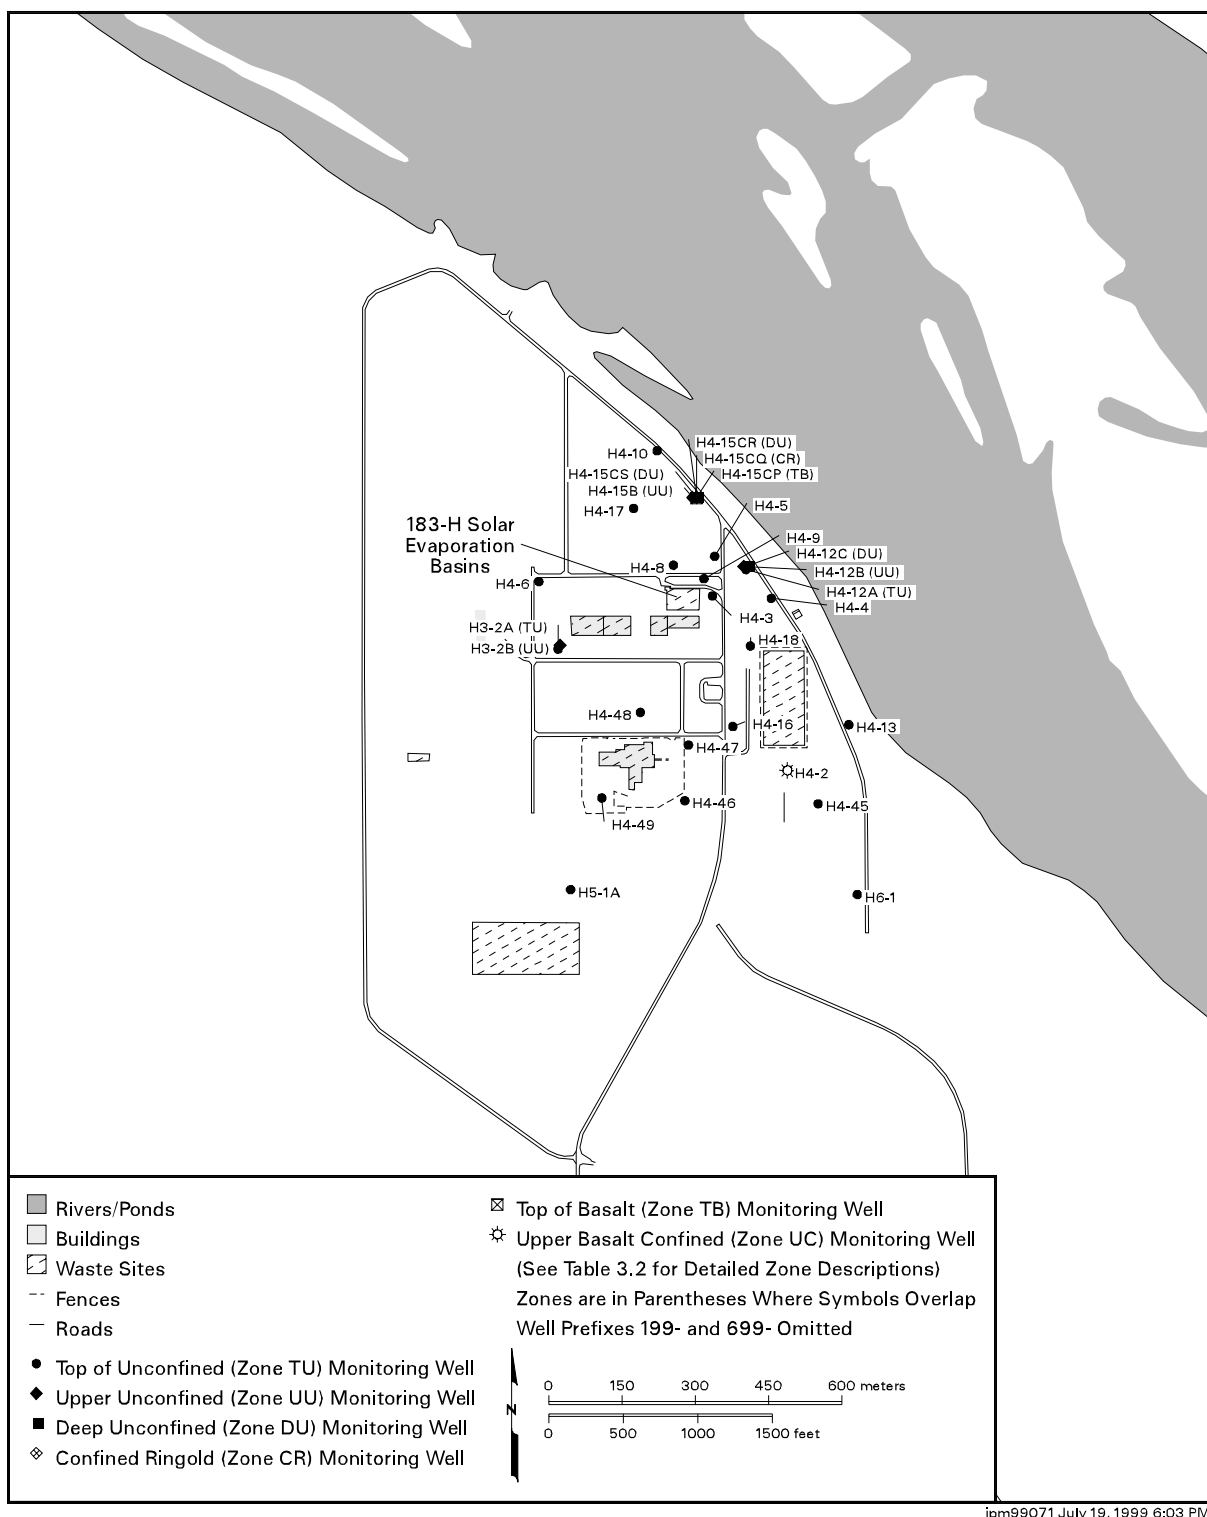 H4-15CR (DU)
H4-10
H4-15CQ (CR)
H4-15CS (DU)
H4-15CP (TB)
H4-15B (UU)
H4-17
H4-5
183-H Solar
Evaporation
Basins
H4-9
H4-12C (DU)
H4-8
H4-12B (UU)
H4-6
H4-12A (TU)
H4-4
H4-3
H3-2A (TU)
H4-18
H3-2B (UU)
H4-48
H4-16
H4-13
H4-47
H4-2
H4-46
H4-45
H4-49
H5-1A
H6-1
Rivers/Ponds
Buildings
Waste Sites
Fences
Roads
Top of Unconfined (Zone TU) Monitoring Well
Upper Unconfined (Zone UU) Monitoring Well
Deep Unconfined (Zone DU) Monitoring Well
Confined Ringold (Zone CR) Monitoring Well
Top of Basalt (Zone TB) Monitoring Well
Upper Basalt Confined (Zone UC) Monitoring Well
(See Table 3.2 for Detailed Zone Descriptions)
Zones are in Parentheses Where Symbols Overlap
Well Prefixes 199- and 699- Omitted
0 150 300 450 600 meters
N
0 500 1000 1500 feet
jpm99071 July 19, 1999 6:03 PM